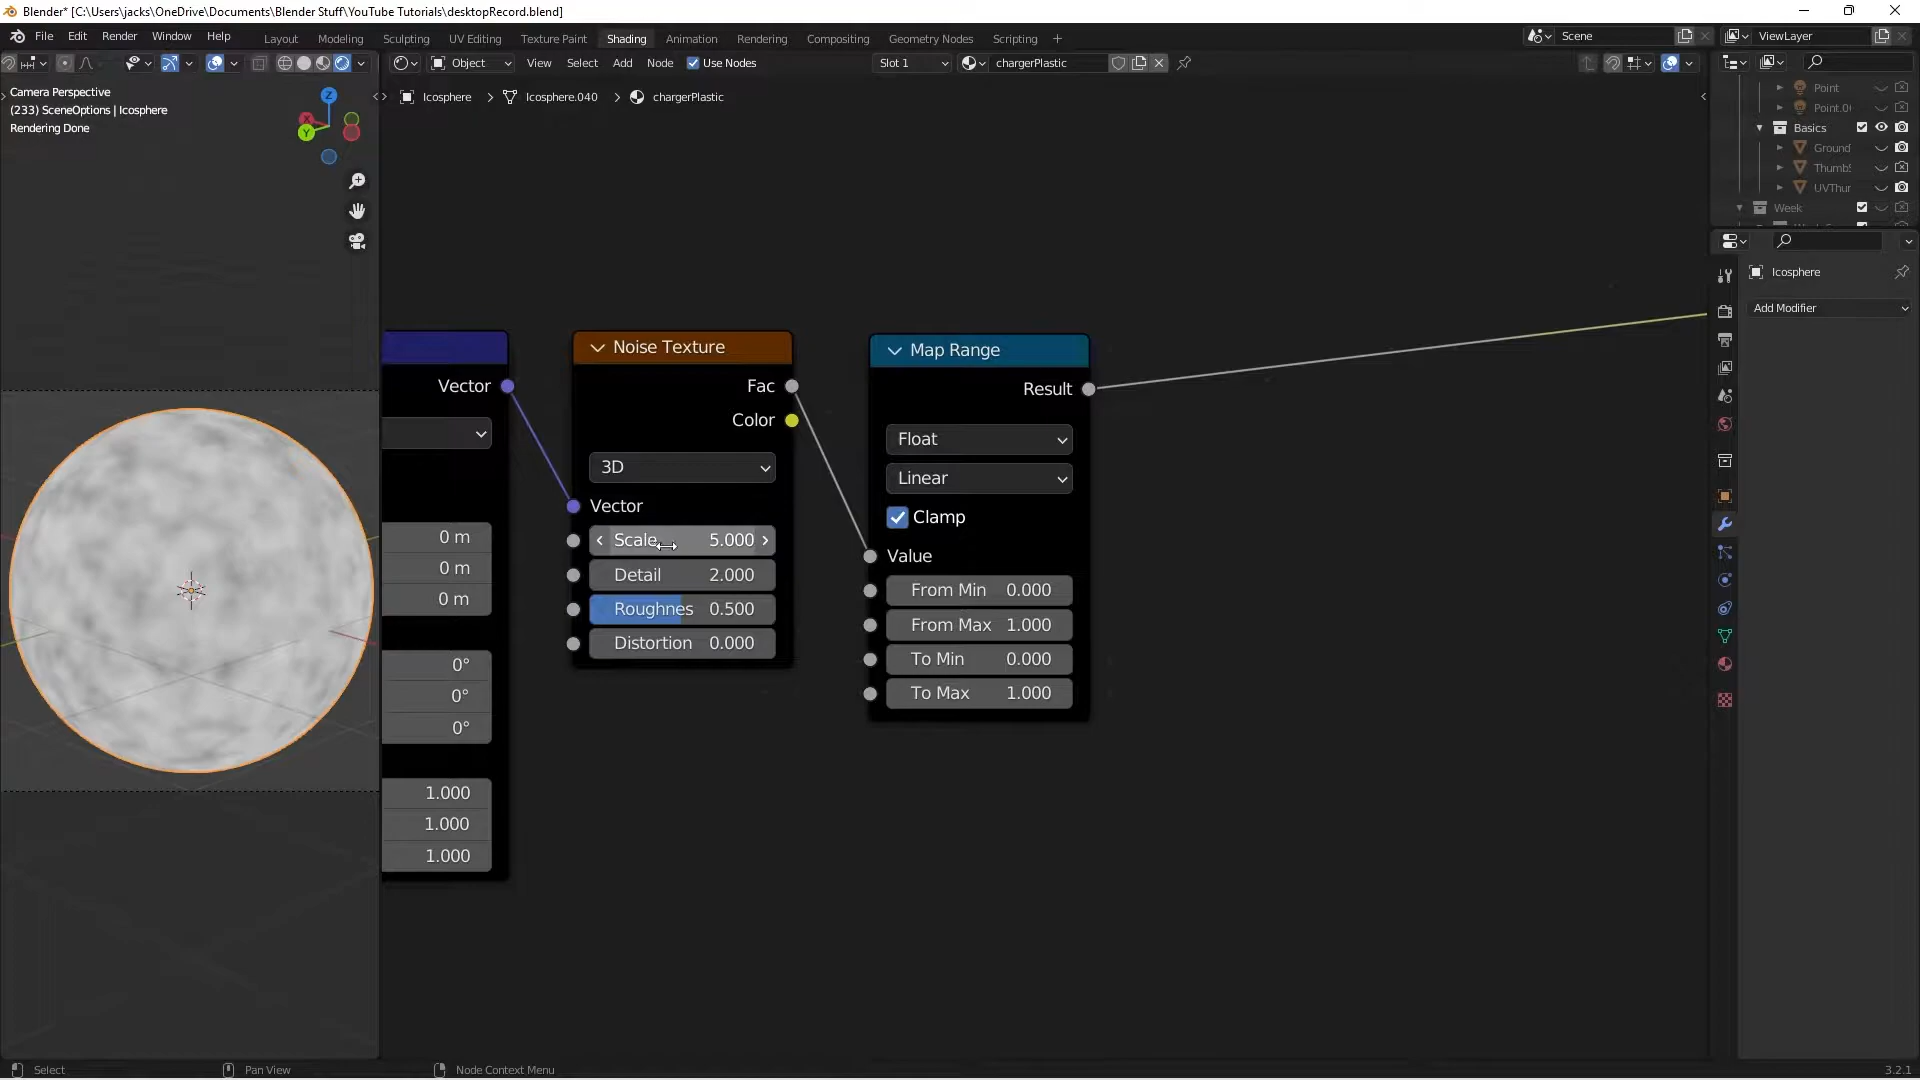 Blender* [C:\Users\jacks\OneDrive\Documents\Blender Stuff\YouTube Tutorials\desktopRecord.blend]
File Edit Render Window Help Layout Modeling Sculpting UV Editing Texture Paint Shading Animation Rendering Compositing Geometry Nodes Scripting + Scene ViewLayer
Object View Select Add Node Use Nodes Slot 1 chargerPlastic
Camera Perspective
(233) SceneOptions | Icosphere
Rendering Done
Z
Y
X
Icosphere > Icosphere.040 > chargerPlastic
Point
Point.0
Basics
Ground
Thumb
UVThur
Week
Icosphere
Add Modifier
Vector
0 m
0 m
0 m
0°
0°
0°
1.000
1.000
1.000
Noise Texture
Fac
Color
3D
Vector
Scale 5.000
Detail 2.000
Roughnes 0.500
Distortion 0.000
Map Range
Result
Float
Linear
Clamp
Value
From Min 0.000
From Max 1.000
To Min 0.000
To Max 1.000
Select Pan View Node Context Menu 3.2.1